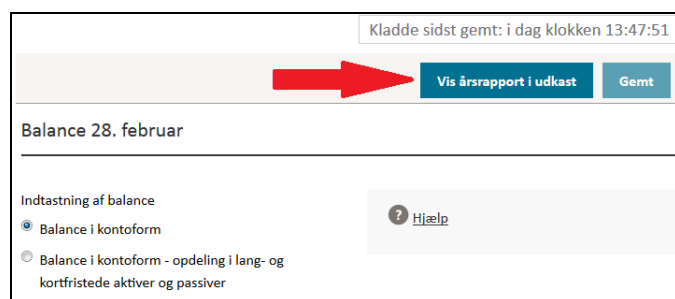 Kladde sidst gemt: i dag klokken 13:47:51
Vis årsrapport i udkast
Gemt
Balance 28. februar
Indtastning af balance
Balance i kontoform
Balance i kontoform - opdeling i lang- og
kortfristede aktiver og passiver
? Hjælp